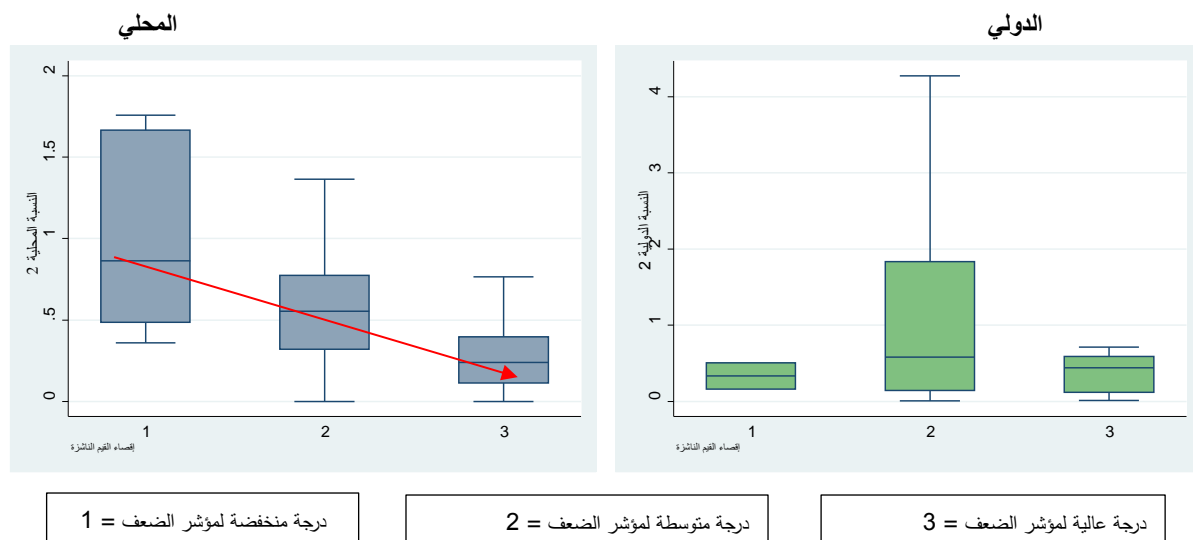 المحلي
الدولي
2
1.5
1
.5
0
النسبة المحلية 2
1
2
3
إقصاء القيم الناشزة
4
3
2
1
0
النسبة الدولية 2
1
2
3
إقصاء القيم الناشزة
درجة منخفضة لمؤشر الضعف = 1
درجة متوسطة لمؤشر الضعف = 2
درجة عالية لمؤشر الضعف = 3